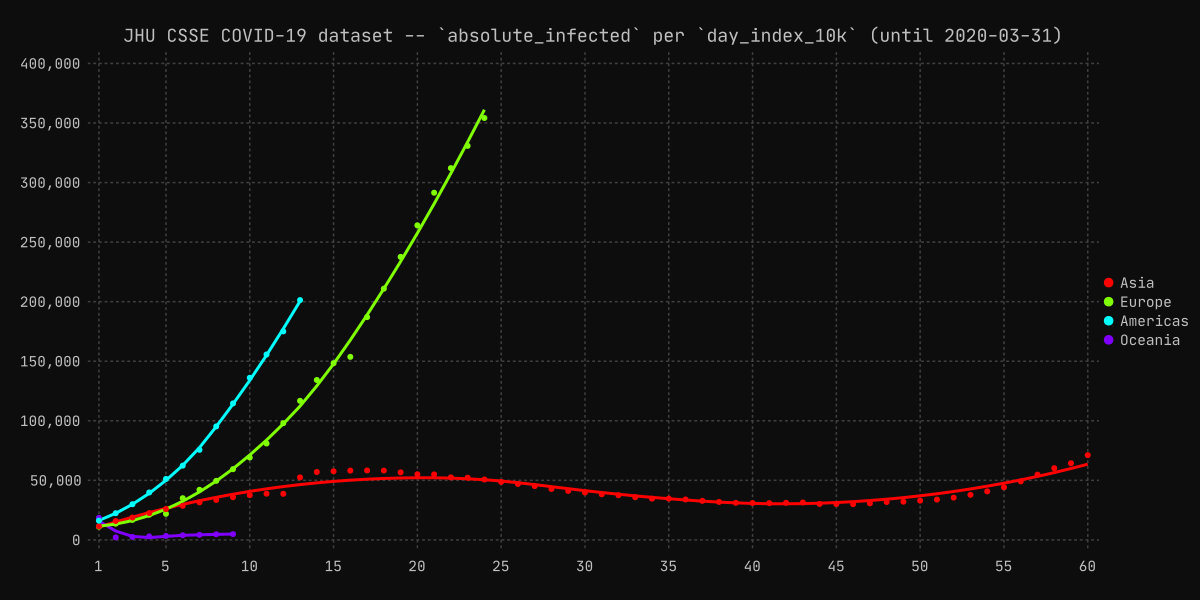 JHU CSSE COVID-19 dataset -- `absolute_infected` per `day_index_10k` (until 2020-03-31)
400,000
350,000
300,000
250,000
200,000
150,000
100,000
50,000
0
1 5 10 15 20 25 30 35 40 45 50 55 60
Asia
Europe
Americas
Oceania